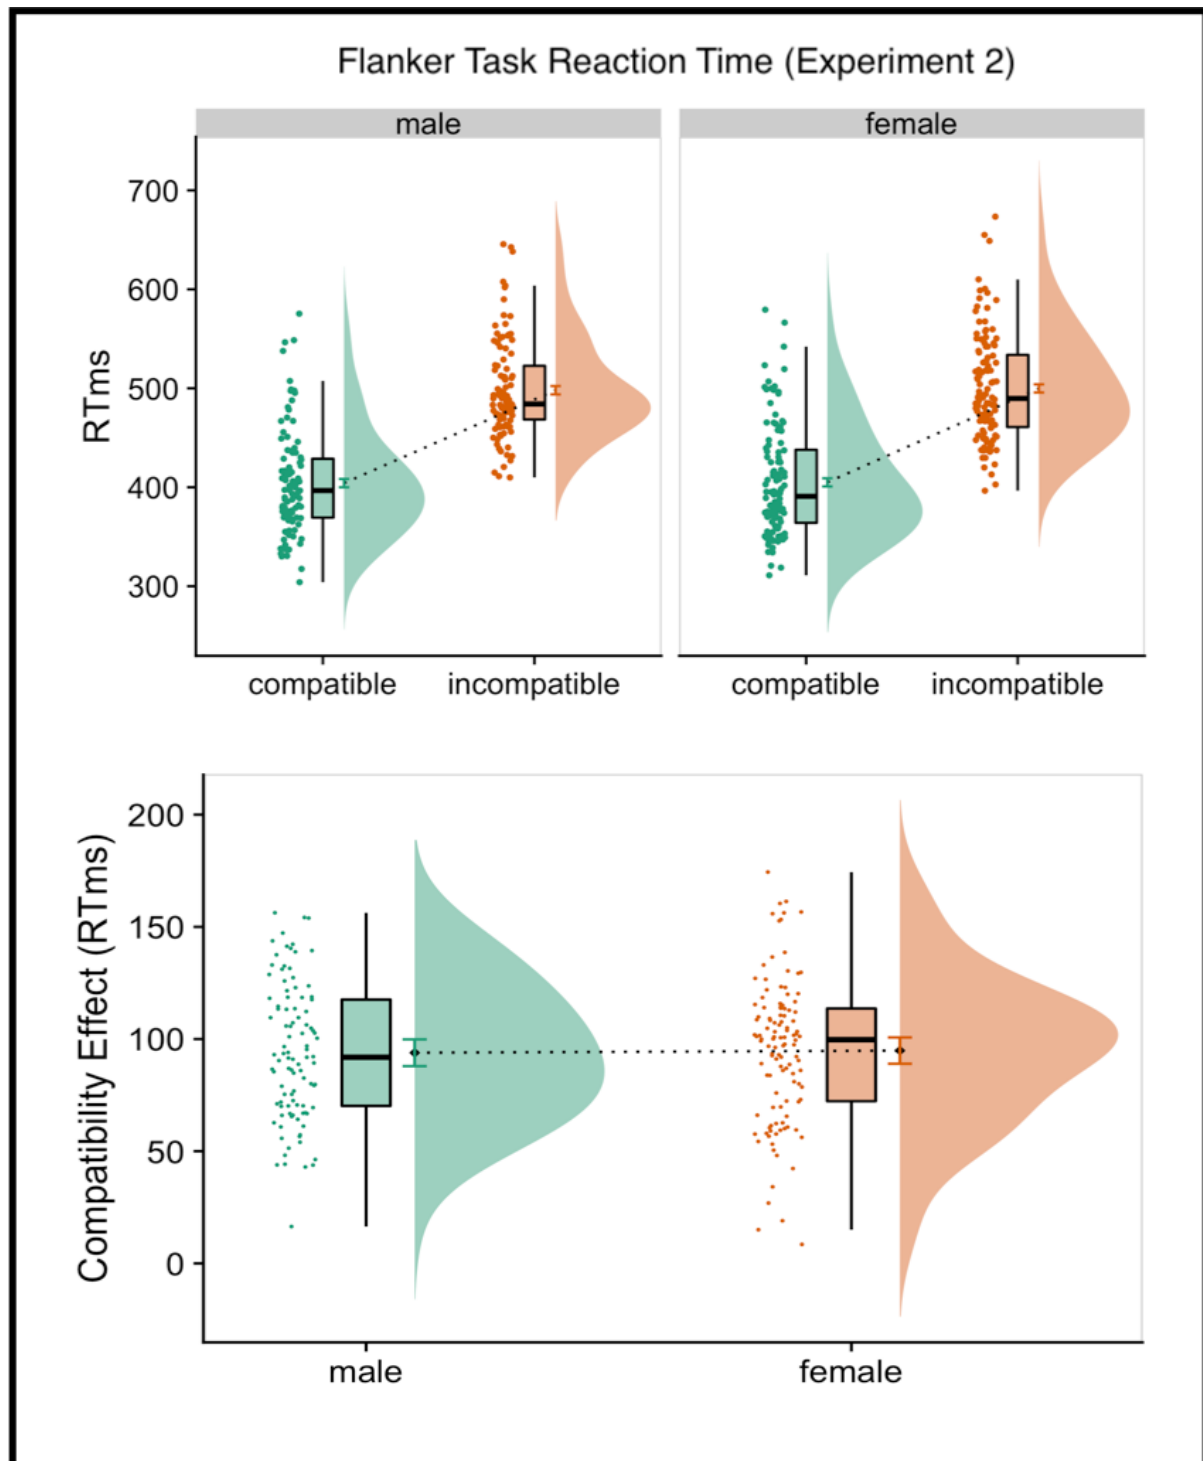 Flanker Task Reaction Time (Experiment 2)
male
female
RTms
700
600
500
400
300
compatible
incompatible
compatible
incompatible
Compatibility Effect (RTms)
200
150
100
50
0
male
female